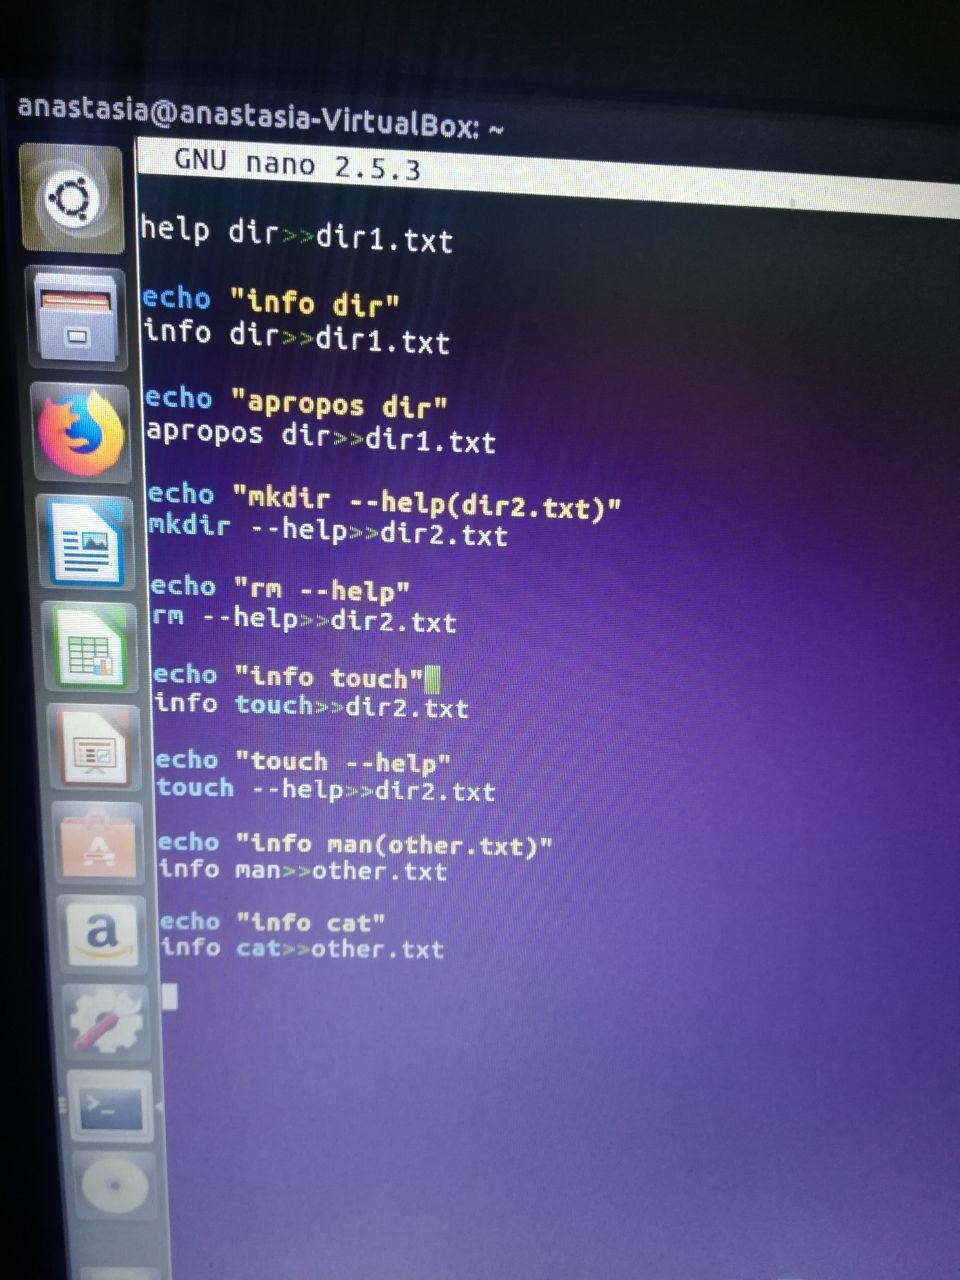 anastasia@anastasia-VirtualBox: ~
GNU nano 2.5.3
help dir>>dir1.txt
echo "info dir"
info dir>>dir1.txt
echo "apropos dir"
apropos dir>>dir1.txt
echo "mkdir --help(dir2.txt)"
mkdir --help>>dir2.txt
echo "rm --help"
rm --help>>dir2.txt
echo "info touch"
info touch>>dir2.txt
echo "touch --help"
touch --help>>dir2.txt
echo "info man(other.txt)"
info man>>other.txt
echo "info cat"
info cat>>other.txt